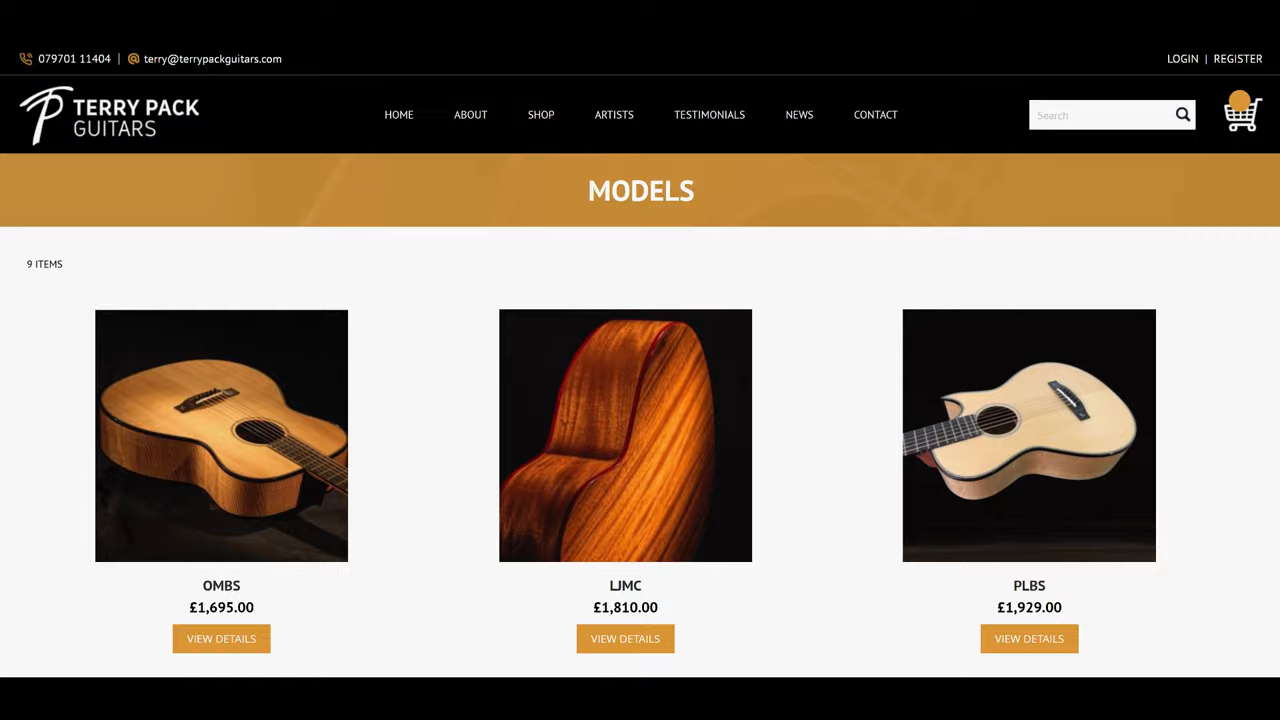 079701 11404 | terry@terrypackguitars.com
LOGIN | REGISTER
TP TERRY PACK
GUITARS
HOME ABOUT SHOP ARTISTS TESTIMONIALS NEWS CONTACT
Search
MODELS
9 ITEMS
OMBS
£1,695.00
VIEW DETAILS
LJMC
£1,810.00
VIEW DETAILS
PLBS
£1,929.00
VIEW DETAILS